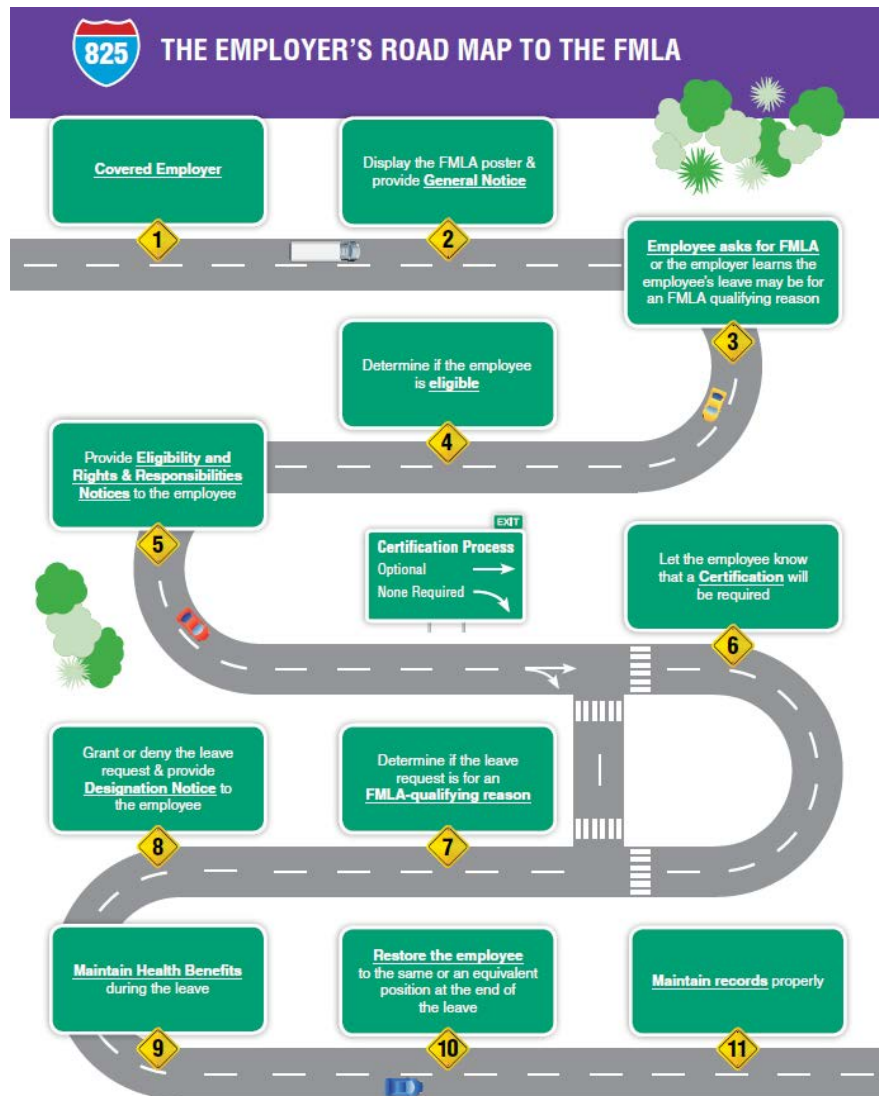 825
THE EMPLOYER'S ROAD MAP TO THE FMLA
Covered Employer
1
Display the FMLA poster &
provide General Notice
2
Employee asks for FMLA
or the employer learns the
employee's leave may be for
an FMLA qualifying reason
3
Determine if the employee
is eligible
4
Provide Eligibility and
Rights & Responsibilities
Notices to the employee
5
EXIT
Certification Process
Optional
None Required
Let the employee know
that a Certification will
be required
6
Determine if the leave
request is for an
FMLA-qualifying reason
7
Grant or deny the leave
request & provide
Designation Notice to
the employee
8
Maintain Health Benefits
during the leave
9
Restore the employee
to the same or an equivalent
position at the end of
the leave
10
Maintain records properly
11